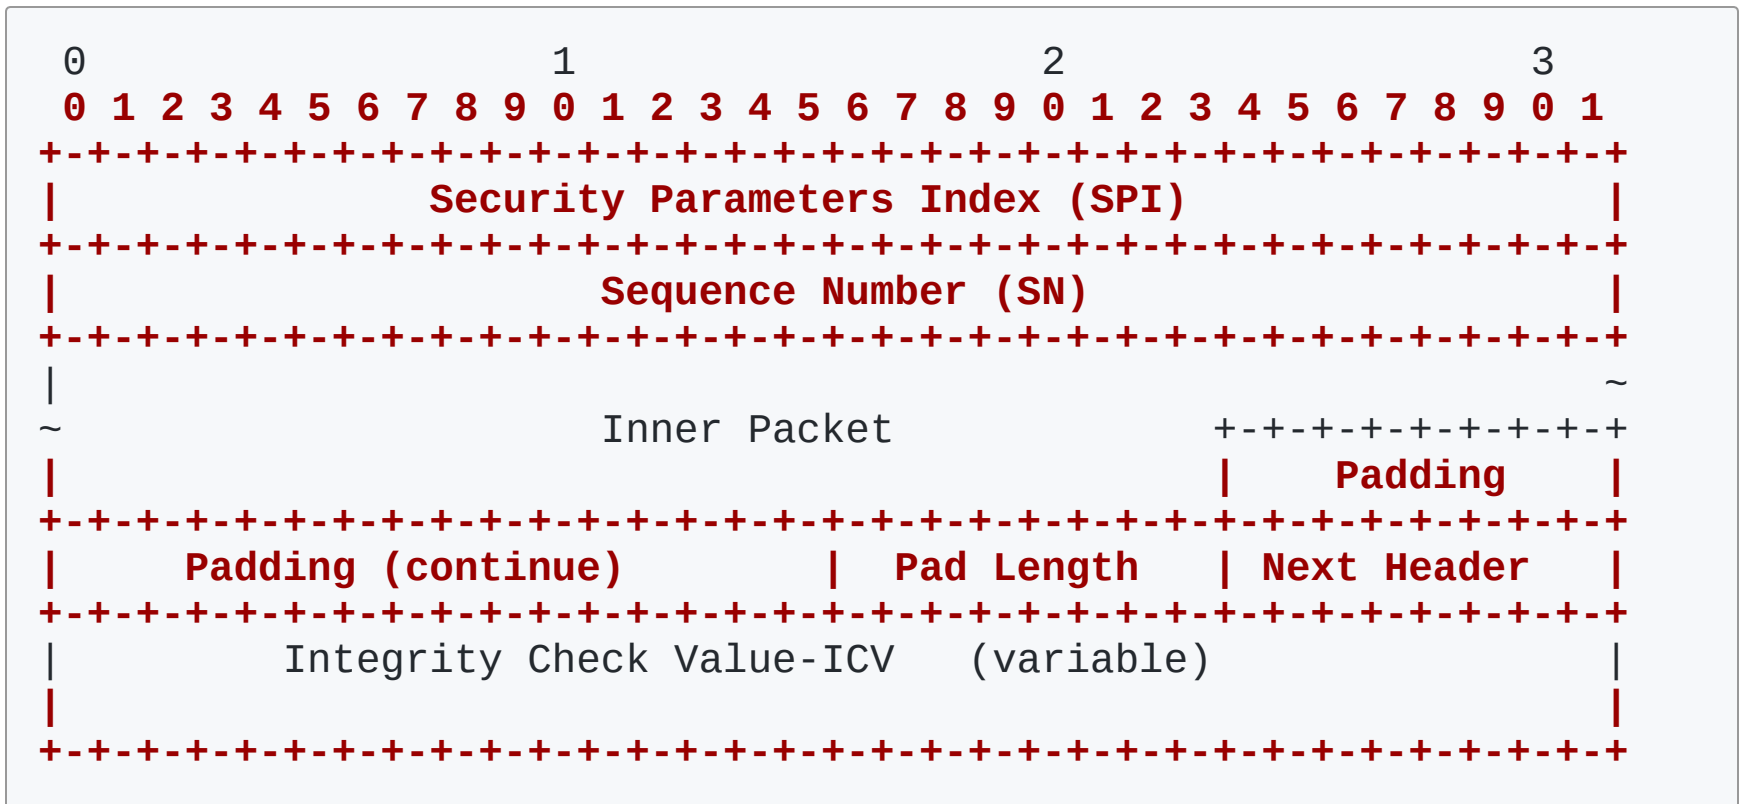 0                   1                   2                   3
 0 1 2 3 4 5 6 7 8 9 0 1 2 3 4 5 6 7 8 9 0 1 2 3 4 5 6 7 8 9 0 1
+-+-+-+-+-+-+-+-+-+-+-+-+-+-+-+-+-+-+-+-+-+-+-+-+-+-+-+-+-+-+-+-+
|               Security Parameters Index (SPI)                 |
+-+-+-+-+-+-+-+-+-+-+-+-+-+-+-+-+-+-+-+-+-+-+-+-+-+-+-+-+-+-+-+-+
|                      Sequence Number (SN)                     |
+-+-+-+-+-+-+-+-+-+-+-+-+-+-+-+-+-+-+-+-+-+-+-+-+-+-+-+-+-+-+-+-+
|                                                               ~
~                      Inner Packet             +-+-+-+-+-+-+-+-+
|                                               |    Padding    |
+-+-+-+-+-+-+-+-+-+-+-+-+-+-+-+-+-+-+-+-+-+-+-+-+-+-+-+-+-+-+-+-+
|     Padding (continue)        |  Pad Length   | Next Header   |
+-+-+-+-+-+-+-+-+-+-+-+-+-+-+-+-+-+-+-+-+-+-+-+-+-+-+-+-+-+-+-+-+
|         Integrity Check Value-ICV   (variable)                |
|                                                               |
+-+-+-+-+-+-+-+-+-+-+-+-+-+-+-+-+-+-+-+-+-+-+-+-+-+-+-+-+-+-+-+-+